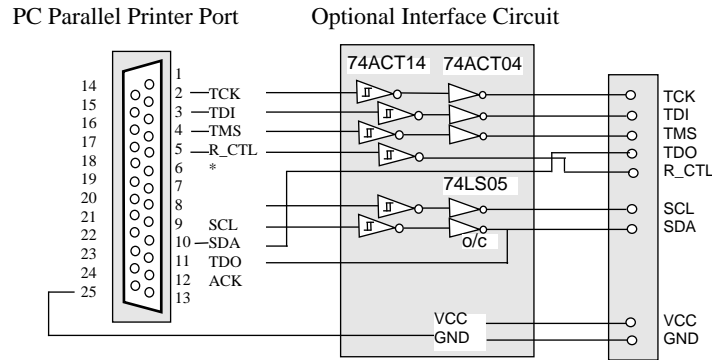 PC Parallel Printer Port
Optional Interface Circuit
74ACT14 74ACT04
1
14
2 TCK
15
3 TDI
16
4 TMS
17
5 R_CTL
18
6 *
19
7
20
8
21
9 SCL
22
10 SDA
23
11 TDO
24
12 ACK
25
13
74LS05
o/c
VCC
GND
TCK
TDI
TMS
TDO
R_CTL
SCL
SDA
VCC
GND